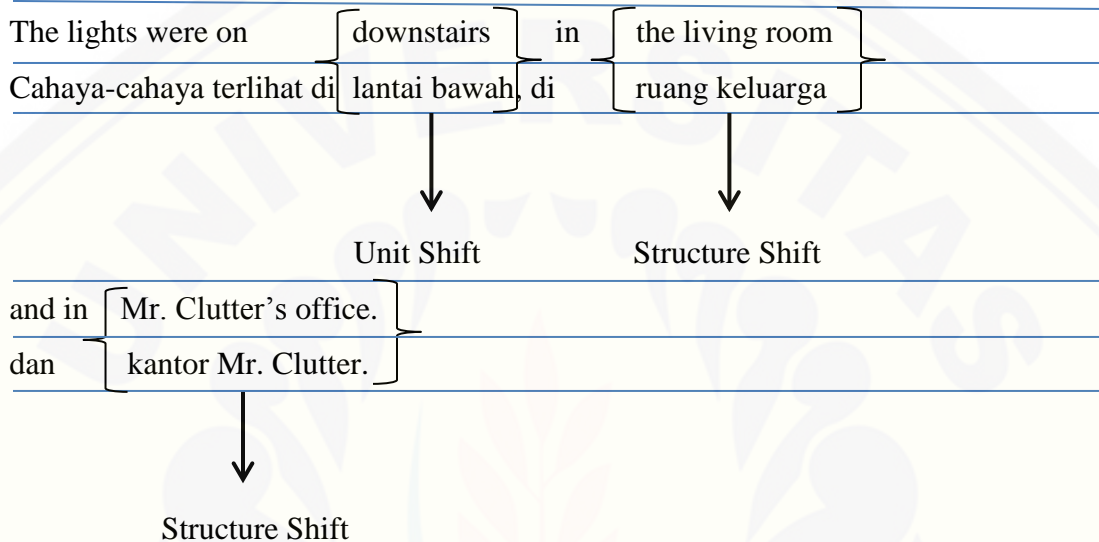 The lights were on downstairs in the living room
Cahaya-cahaya terlihat di lantai bawah, di ruang keluarga
Unit Shift Structure Shift
and in Mr. Clutter’s office.
dan kantor Mr. Clutter.
Structure Shift
UNIVERSITAS